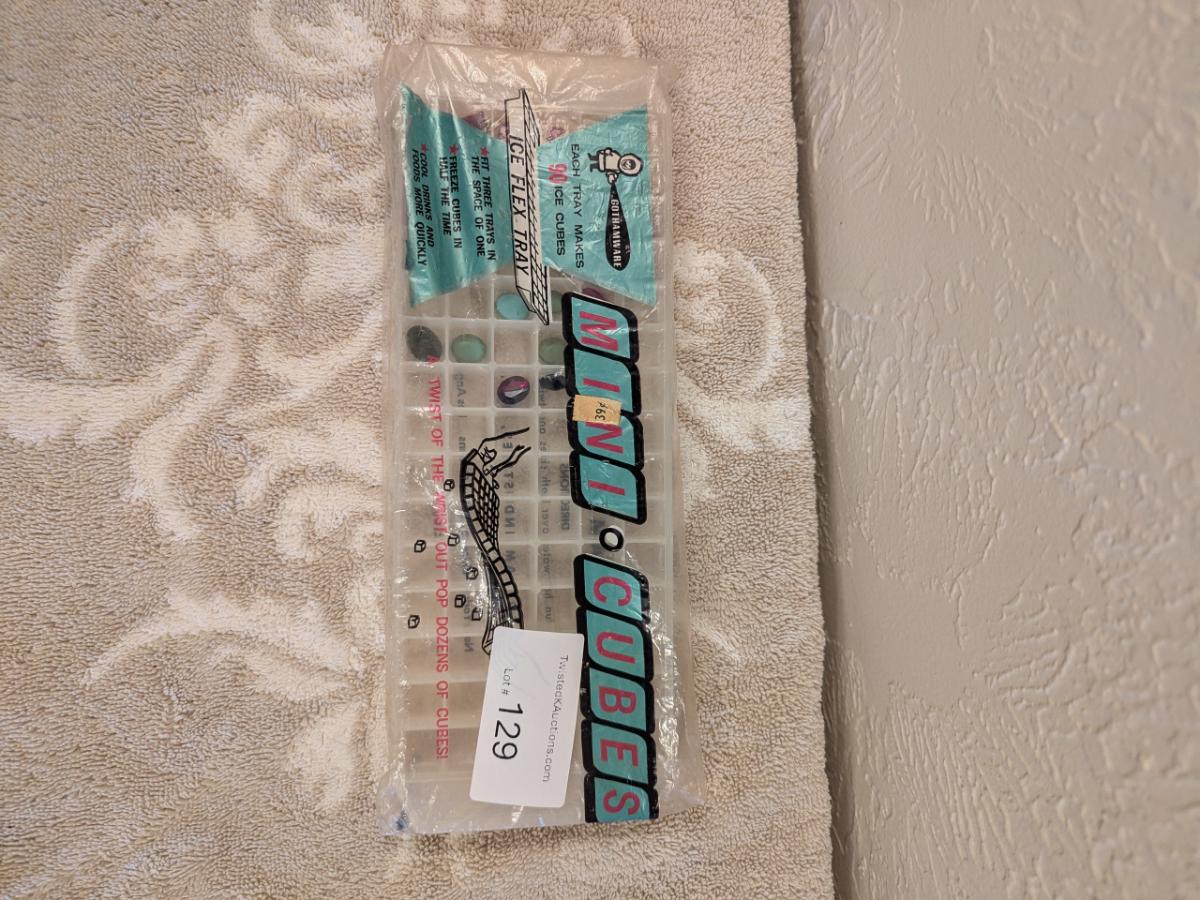 GOTHAMWARE
EACH TRAY MAKES
90 ICE CUBES
ICE FLEX TRAY
★FIT THREE TRAYS IN
THE SPACE OF ONE
★FREEZE CUBES IN
HALF THE TIME
★COOL DRINKS AND
FOODS MORE QUICKLY
MINI • CUBES
39¢
A TWIST OF THE WRIST, OUT POP DOZENS OF CUBES!
DIRECTIONS
TwistedKAuctions.com
Lot # 129